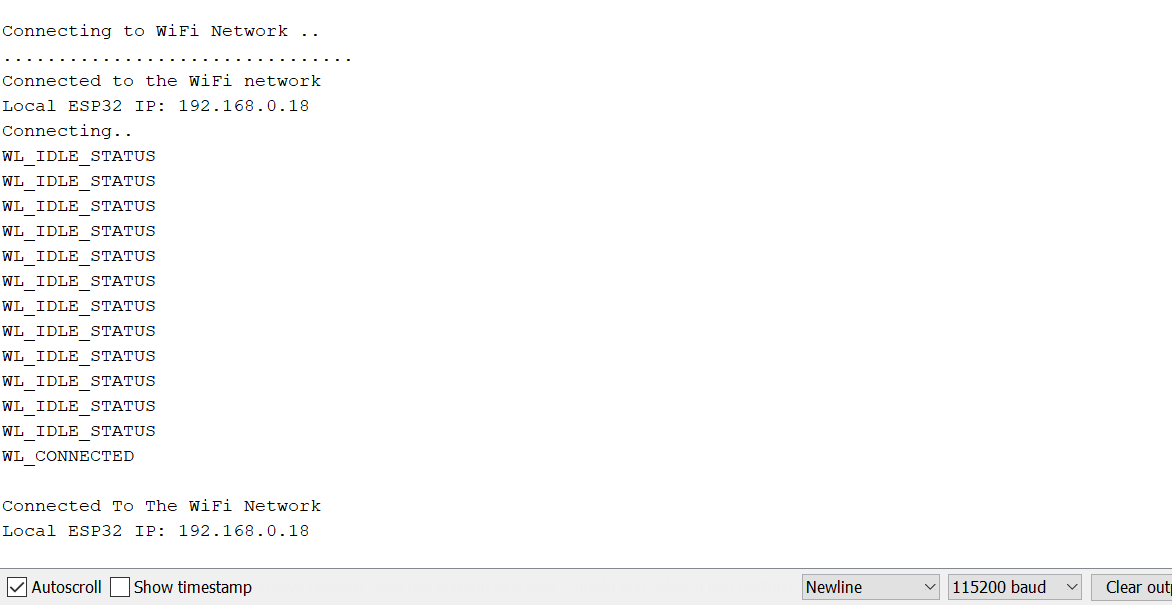 Connecting to WiFi Network ..
................................
Connected to the WiFi network
Local ESP32 IP: 192.168.0.18
Connecting..
WL_IDLE_STATUS
WL_IDLE_STATUS
WL_IDLE_STATUS
WL_IDLE_STATUS
WL_IDLE_STATUS
WL_IDLE_STATUS
WL_IDLE_STATUS
WL_IDLE_STATUS
WL_IDLE_STATUS
WL_IDLE_STATUS
WL_IDLE_STATUS
WL_IDLE_STATUS
WL_CONNECTED
Connected To The WiFi Network
Local ESP32 IP: 192.168.0.18
Autoscroll Show timestamp Newline 115200 baud Clear out